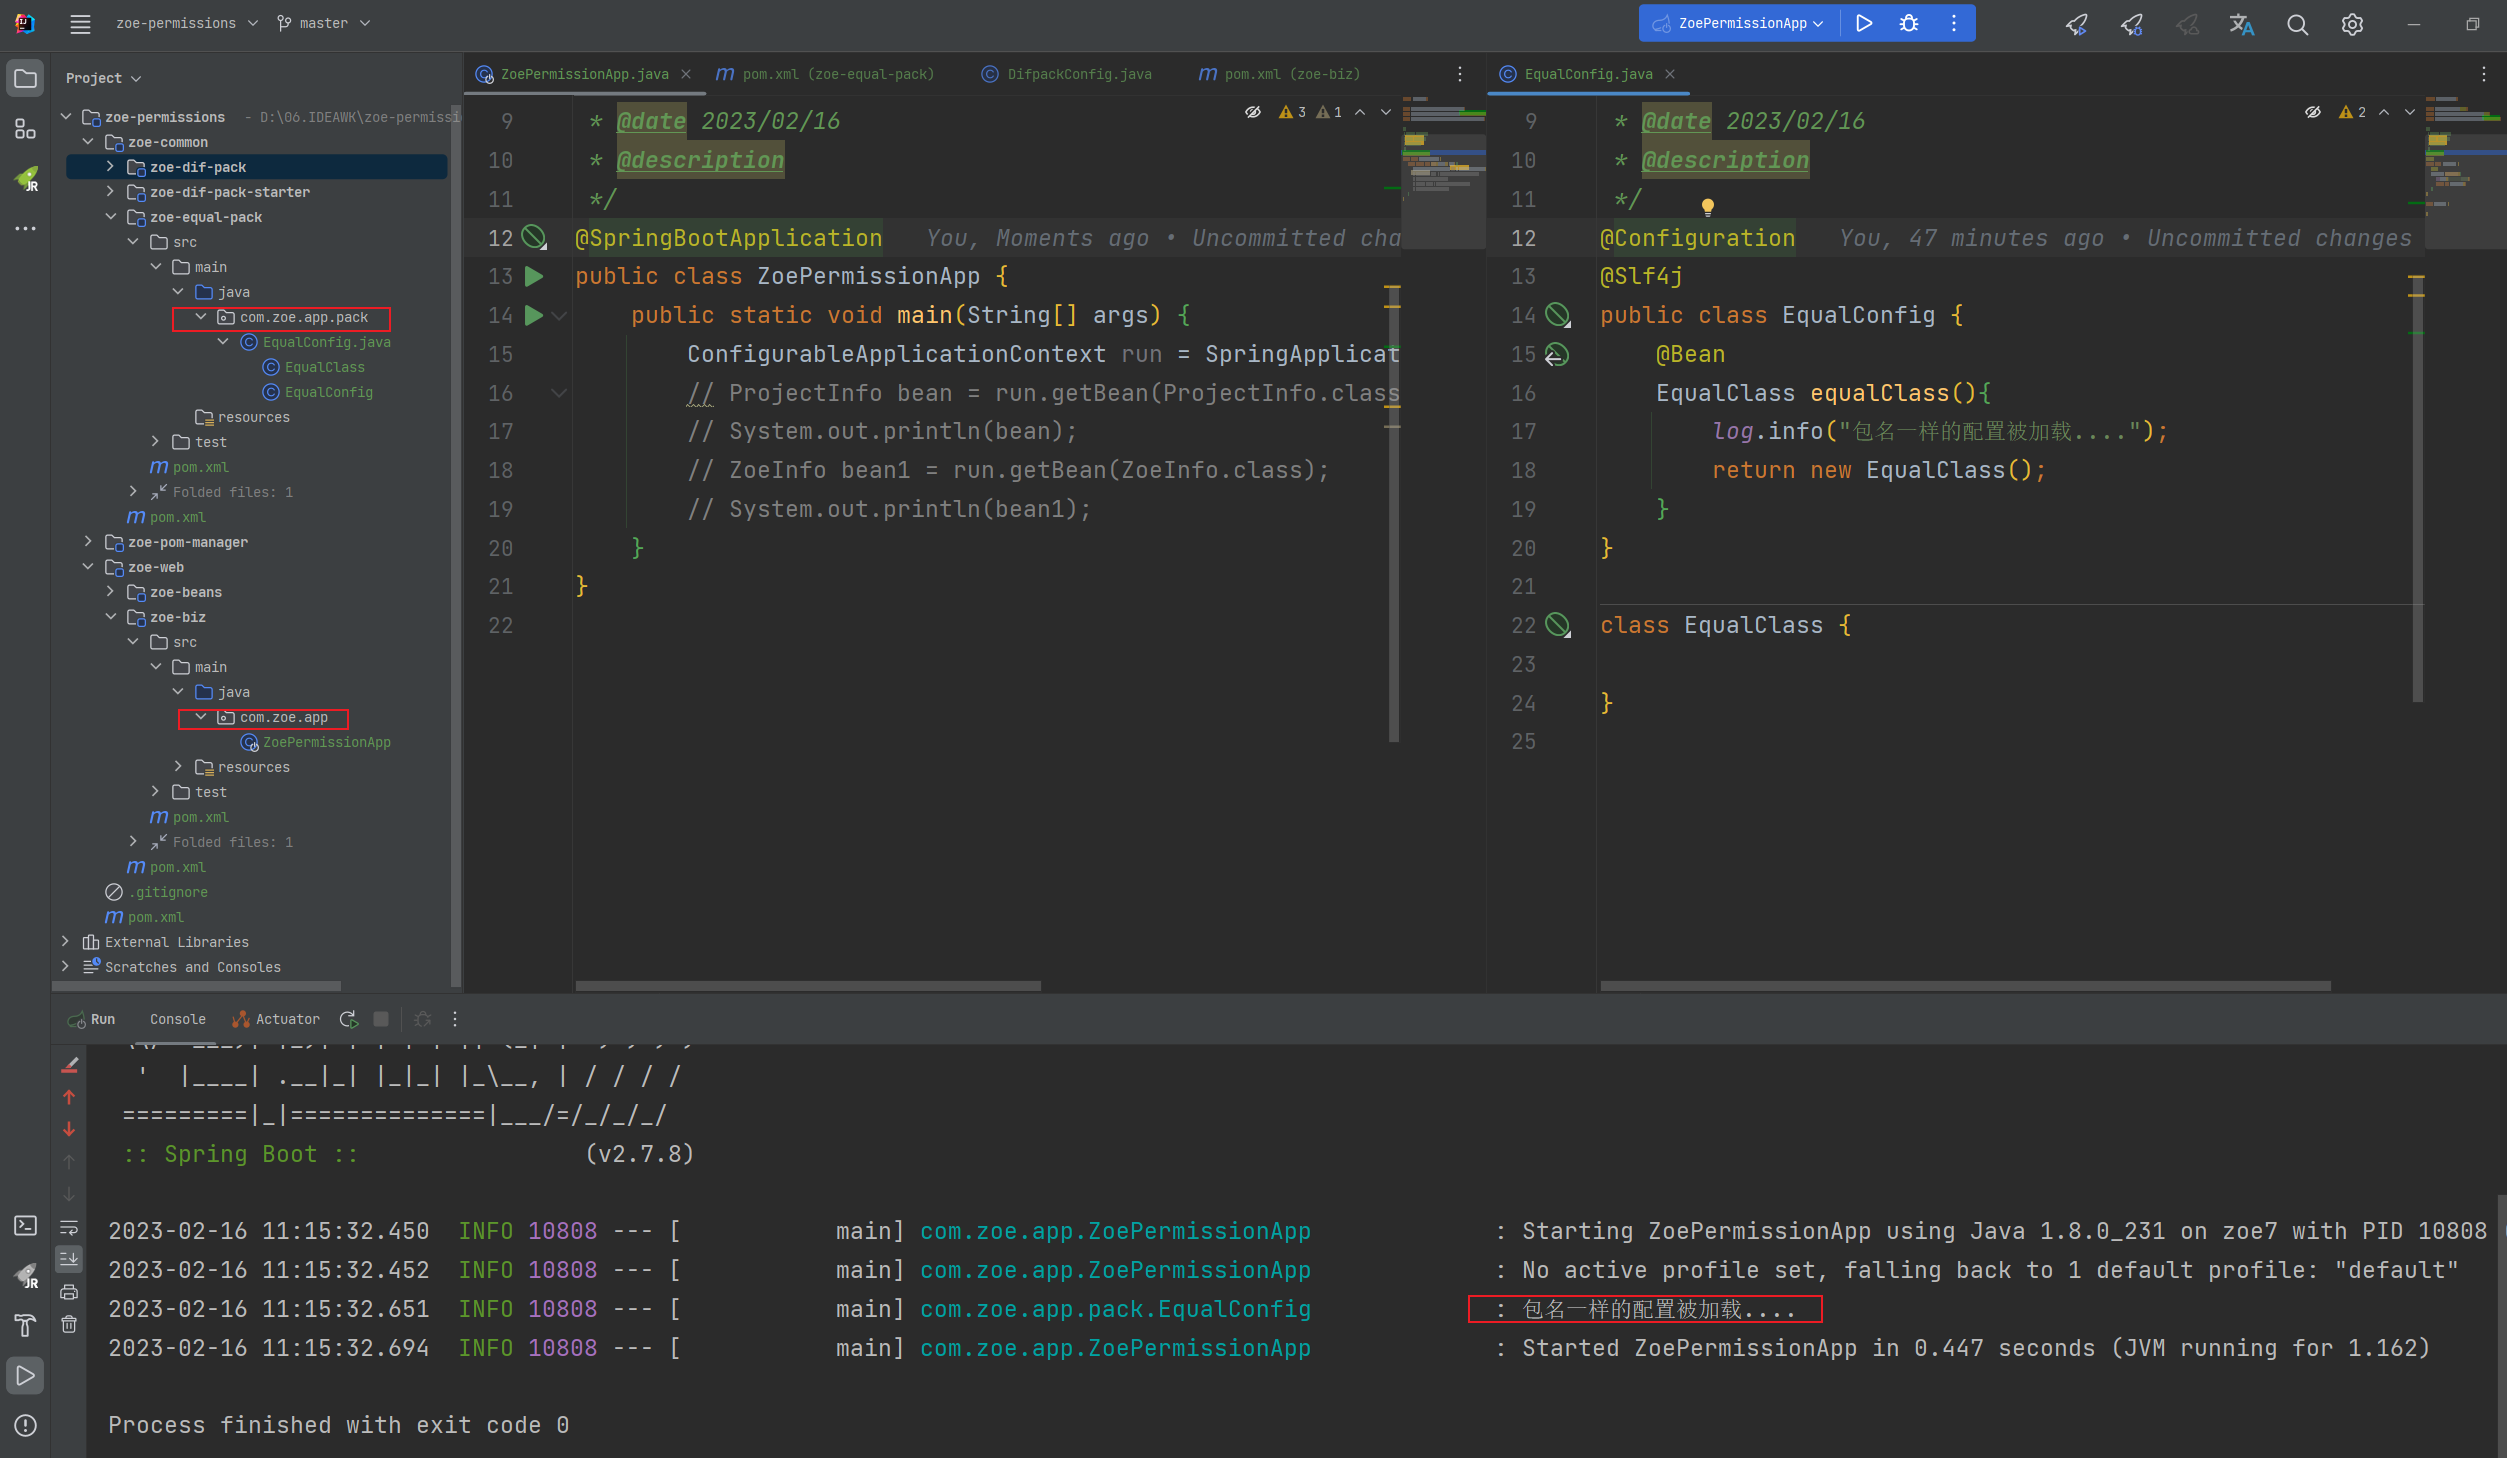 zoe-permissions
master
ZoePermissionApp
Project
zoe-permissions - D:\06.IDEAWK\zoe-permissi
zoe-common
zoe-dif-pack
zoe-dif-pack-starter
zoe-equal-pack
src
main
java
com.zoe.app.pack
EqualConfig.java
EqualClass
EqualConfig
resources
test
pom.xml
Folded files: 1
pom.xml
zoe-pom-manager
zoe-web
zoe-beans
zoe-biz
src
main
java
com.zoe.app
ZoePermissionApp
resources
test
pom.xml
Folded files: 1
pom.xml
.gitignore
pom.xml
External Libraries
Scratches and Consoles
ZoePermissionApp.java
pom.xml (zoe-equal-pack)
DifpackConfig.java
pom.xml (zoe-biz)
3 1
9 * @date 2023/02/16
10 * @description
11 */
12 @SpringBootApplication You, Moments ago • Uncommitted cha
13 public class ZoePermissionApp {
14 public static void main(String[] args) {
15 ConfigurableApplicationContext run = SpringApplicat
16 // ProjectInfo bean = run.getBean(ProjectInfo.class
17 // System.out.println(bean);
18 // ZoeInfo bean1 = run.getBean(ZoeInfo.class);
19 // System.out.println(bean1);
20 }
21 }
22
EqualConfig.java
2
9 * @date 2023/02/16
10 * @description
11 */
12 @Configuration You, 47 minutes ago • Uncommitted changes
13 @Slf4j
14 public class EqualConfig {
15 @Bean
16 EqualClass equalClass(){
17 log.info("包名一样的配置被加载....");
18 return new EqualClass();
19 }
20 }
21
22 class EqualClass {
23
24 }
25
Run
Console
Actuator
' |____| .__|_| |_|_| |_\__, | / / / /
=========|_|==============|___/=/_/_/_/
:: Spring Boot :: (v2.7.8)
2023-02-16 11:15:32.450 INFO 10808 --- [ main] com.zoe.app.ZoePermissionApp : Starting ZoePermissionApp using Java 1.8.0_231 on zoe7 with PID 10808
2023-02-16 11:15:32.452 INFO 10808 --- [ main] com.zoe.app.ZoePermissionApp : No active profile set, falling back to 1 default profile: "default"
2023-02-16 11:15:32.651 INFO 10808 --- [ main] com.zoe.app.pack.EqualConfig : 包名一样的配置被加载....
2023-02-16 11:15:32.694 INFO 10808 --- [ main] com.zoe.app.ZoePermissionApp : Started ZoePermissionApp in 0.447 seconds (JVM running for 1.162)
Process finished with exit code 0